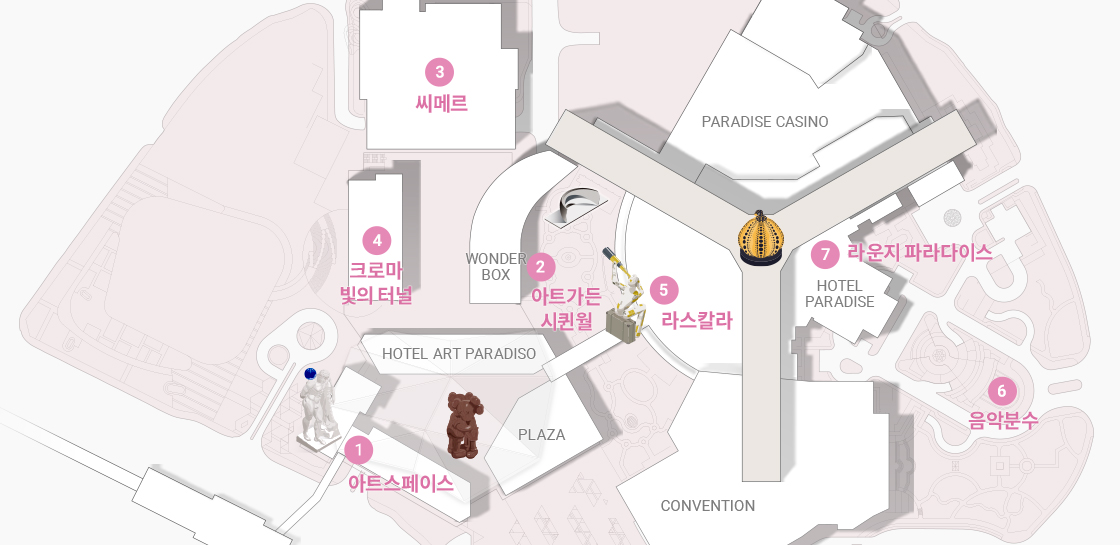 3
씨메르
PARADISE CASINO
4
크로마
빛의 터널
WONDER
BOX
2
아트가든
시퀀월
5
라스칼라
7
라운지 파라다이스
HOTEL
PARADISE
HOTEL ART PARADISO
6
음악분수
PLAZA
1
아트스페이스
CONVENTION